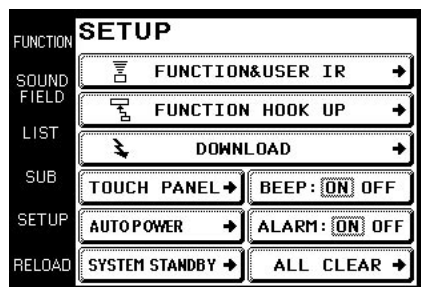 FUNCTION
SOUND
FIELD
LIST
SUB
SETUP
RELOAD
SETUP
FUNCTION&USER IR
FUNCTION HOOK UP
DOWNLOAD
TOUCH PANEL
BEEP: ON OFF
AUTO POWER
ALARM: ON OFF
SYSTEM STANDBY
ALL CLEAR